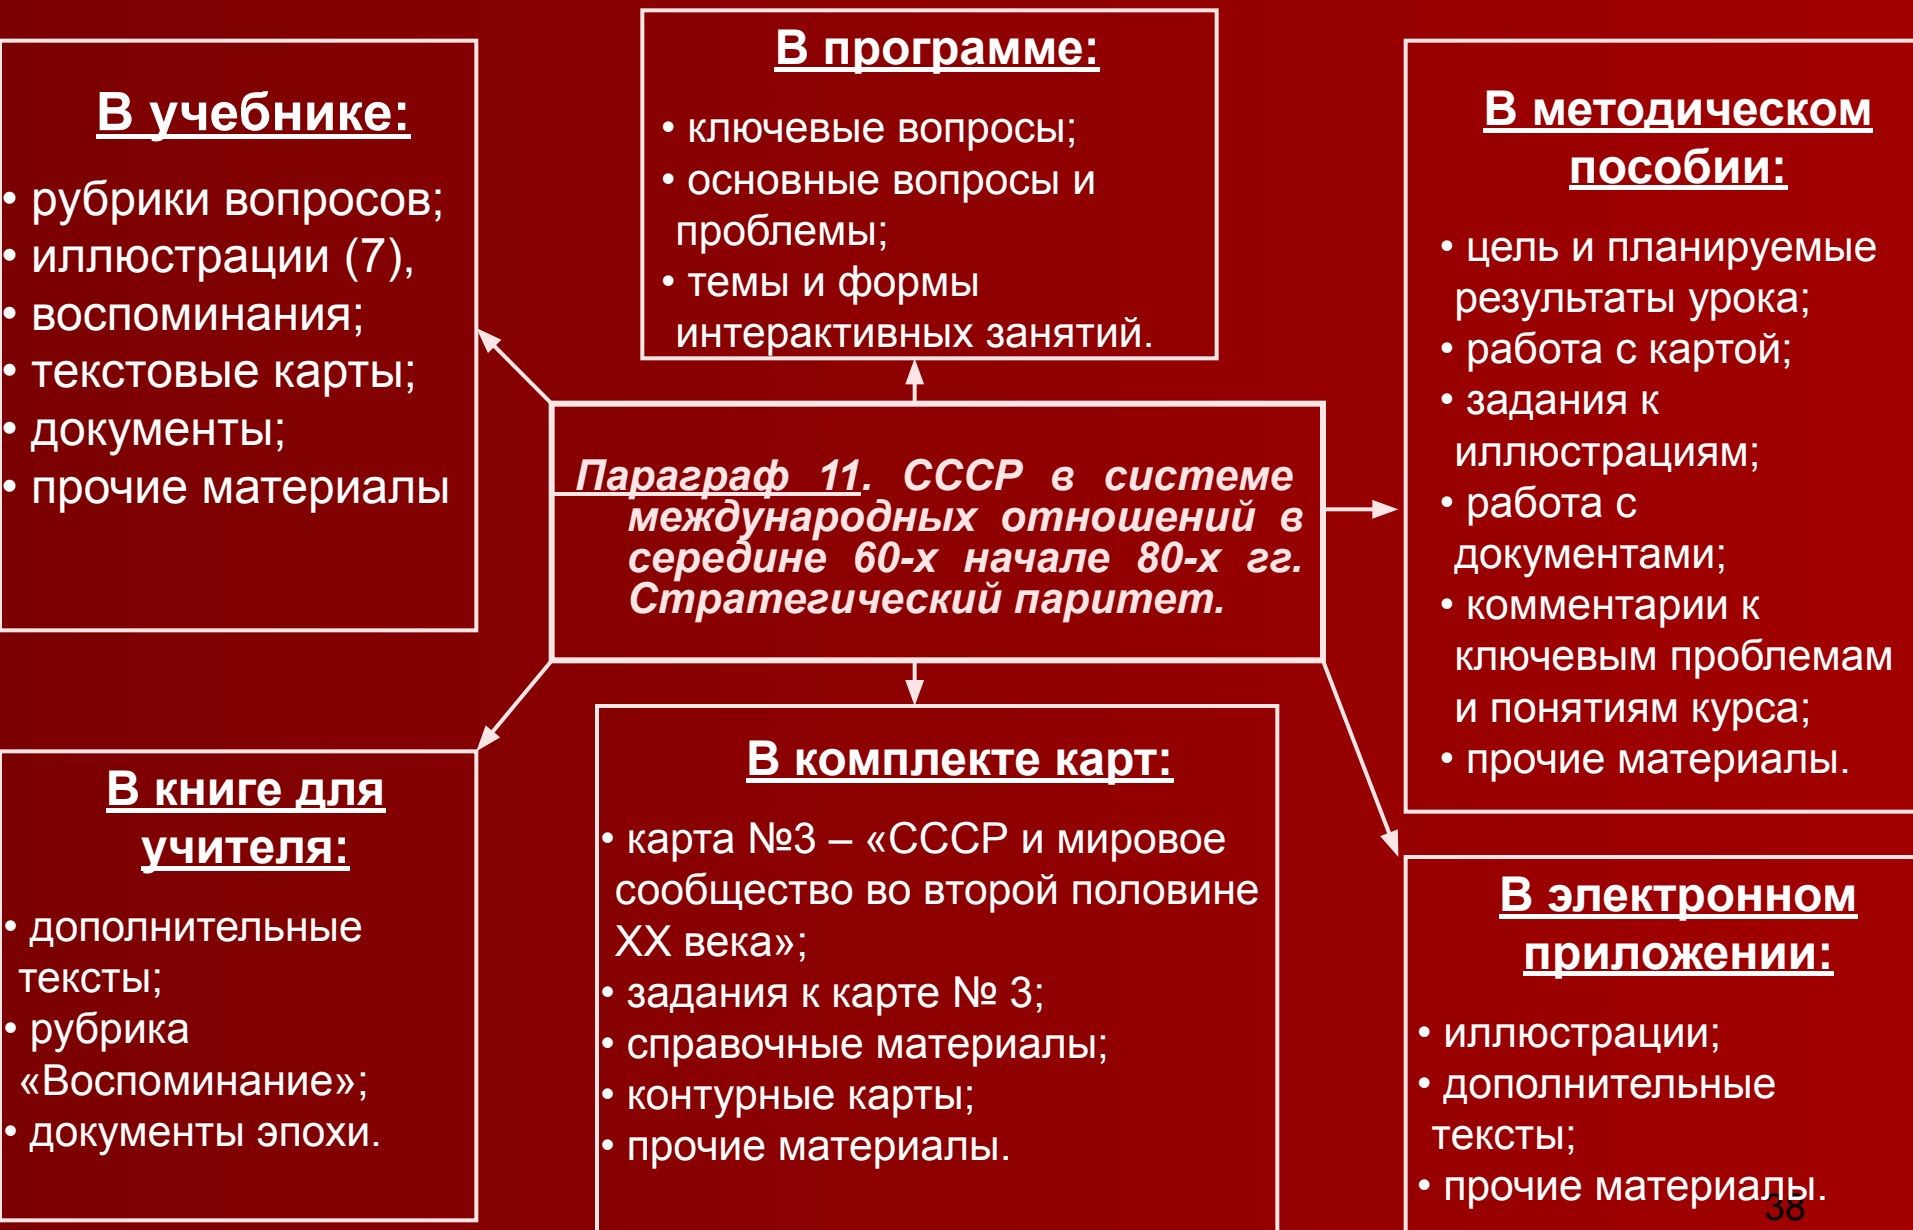 В учебнике:
• рубрики вопросов;
• иллюстрации (7),
• воспоминания;
• текстовые карты;
• документы;
• прочие материалы
В программе:
• ключевые вопросы;
• основные вопросы и
проблемы;
• темы и формы
интерактивных занятий.
В методическом
пособии:
• цель и планируемые
результаты урока;
• работа с картой;
• задания к
иллюстрациям;
• работа с
документами;
• комментарии к
ключевым проблемам
и понятиям курса;
• прочие материалы.
Параграф 11. СССР в системе
международных отношений в
середине 60-х начале 80-х гг.
Стратегический паритет.
В книге для
учителя:
• дополнительные
тексты;
• рубрика
«Воспоминание»;
• документы эпохи.
В комплекте карт:
• карта №3 – «СССР и мировое
сообщество во второй половине
ХХ века»;
• задания к карте № 3;
• справочные материалы;
• контурные карты;
• прочие материалы.
В электронном
приложении:
• иллюстрации;
• дополнительные
тексты;
• прочие материалы.
38